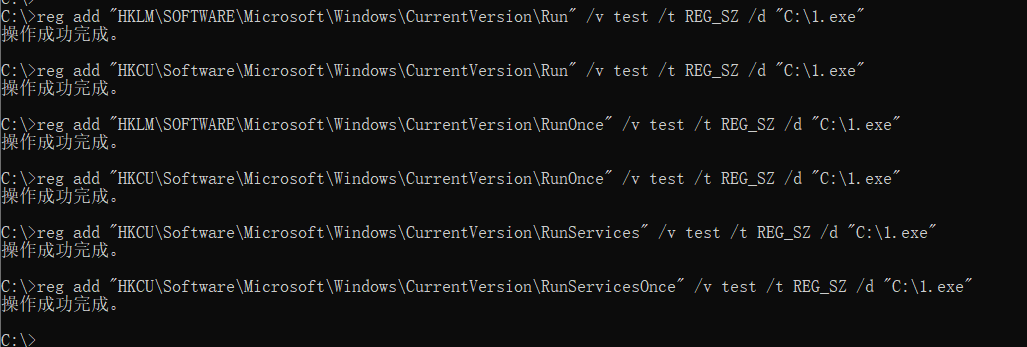 C:\>
C:\>reg add "HKLM\SOFTWARE\Microsoft\Windows\CurrentVersion\Run" /v test /t REG_SZ /d "C:\1.exe"
操作成功完成。
C:\>reg add "HKCU\Software\Microsoft\Windows\CurrentVersion\Run" /v test /t REG_SZ /d "C:\1.exe"
操作成功完成。
C:\>reg add "HKLM\SOFTWARE\Microsoft\Windows\CurrentVersion\RunOnce" /v test /t REG_SZ /d "C:\1.exe"
操作成功完成。
C:\>reg add "HKCU\Software\Microsoft\Windows\CurrentVersion\RunOnce" /v test /t REG_SZ /d "C:\1.exe"
操作成功完成。
C:\>reg add "HKCU\Software\Microsoft\Windows\CurrentVersion\RunServices" /v test /t REG_SZ /d "C:\1.exe"
操作成功完成。
C:\>reg add "HKCU\Software\Microsoft\Windows\CurrentVersion\RunServicesOnce" /v test /t REG_SZ /d "C:\1.exe"
操作成功完成。
C:\>